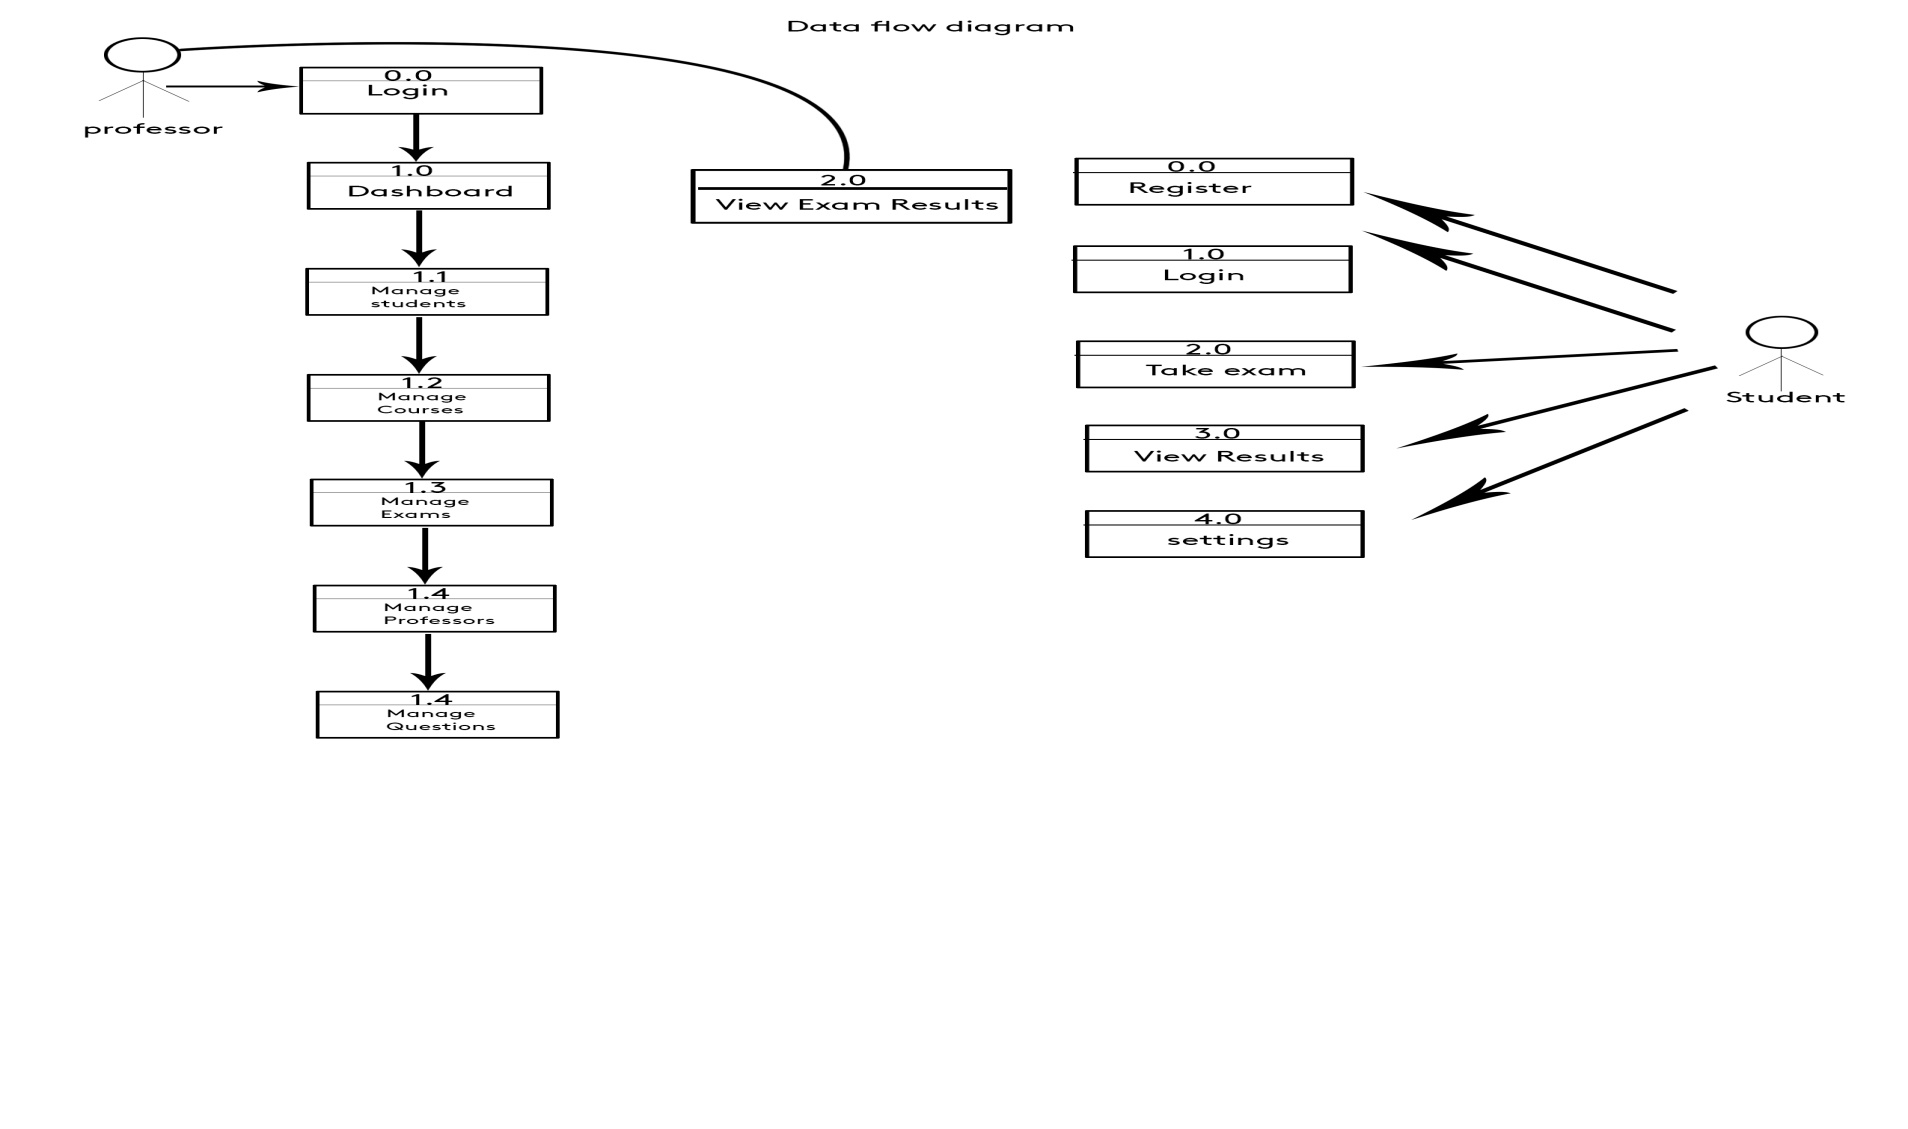 Data flow diagram
professor
0.0
Login
1.0
Dashboard
1.1
Manage
students
1.2
Manage
Courses
1.3
Manage
Exams
1.4
Manage
Professors
1.4
Manage
Questions
2.0
View Exam Results
0.0
Register
1.0
Login
2.0
Take exam
3.0
View Results
4.0
settings
Student